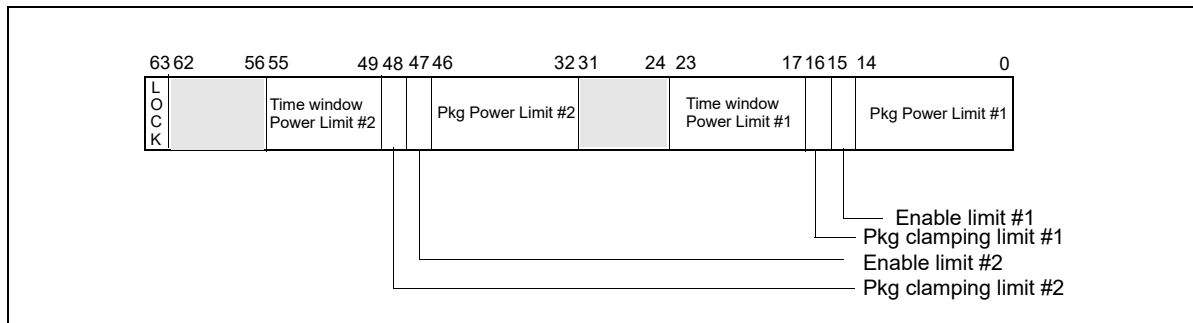 63 62 56 55 49 48 47 46 32 31 24 23 17 16 15 14 0
L
O
C
K
Time window
Power Limit #2
Pkg Power Limit #2
Time window
Power Limit #1
Pkg Power Limit #1
Enable limit #1
Pkg clamping limit #1
Enable limit #2
Pkg clamping limit #2